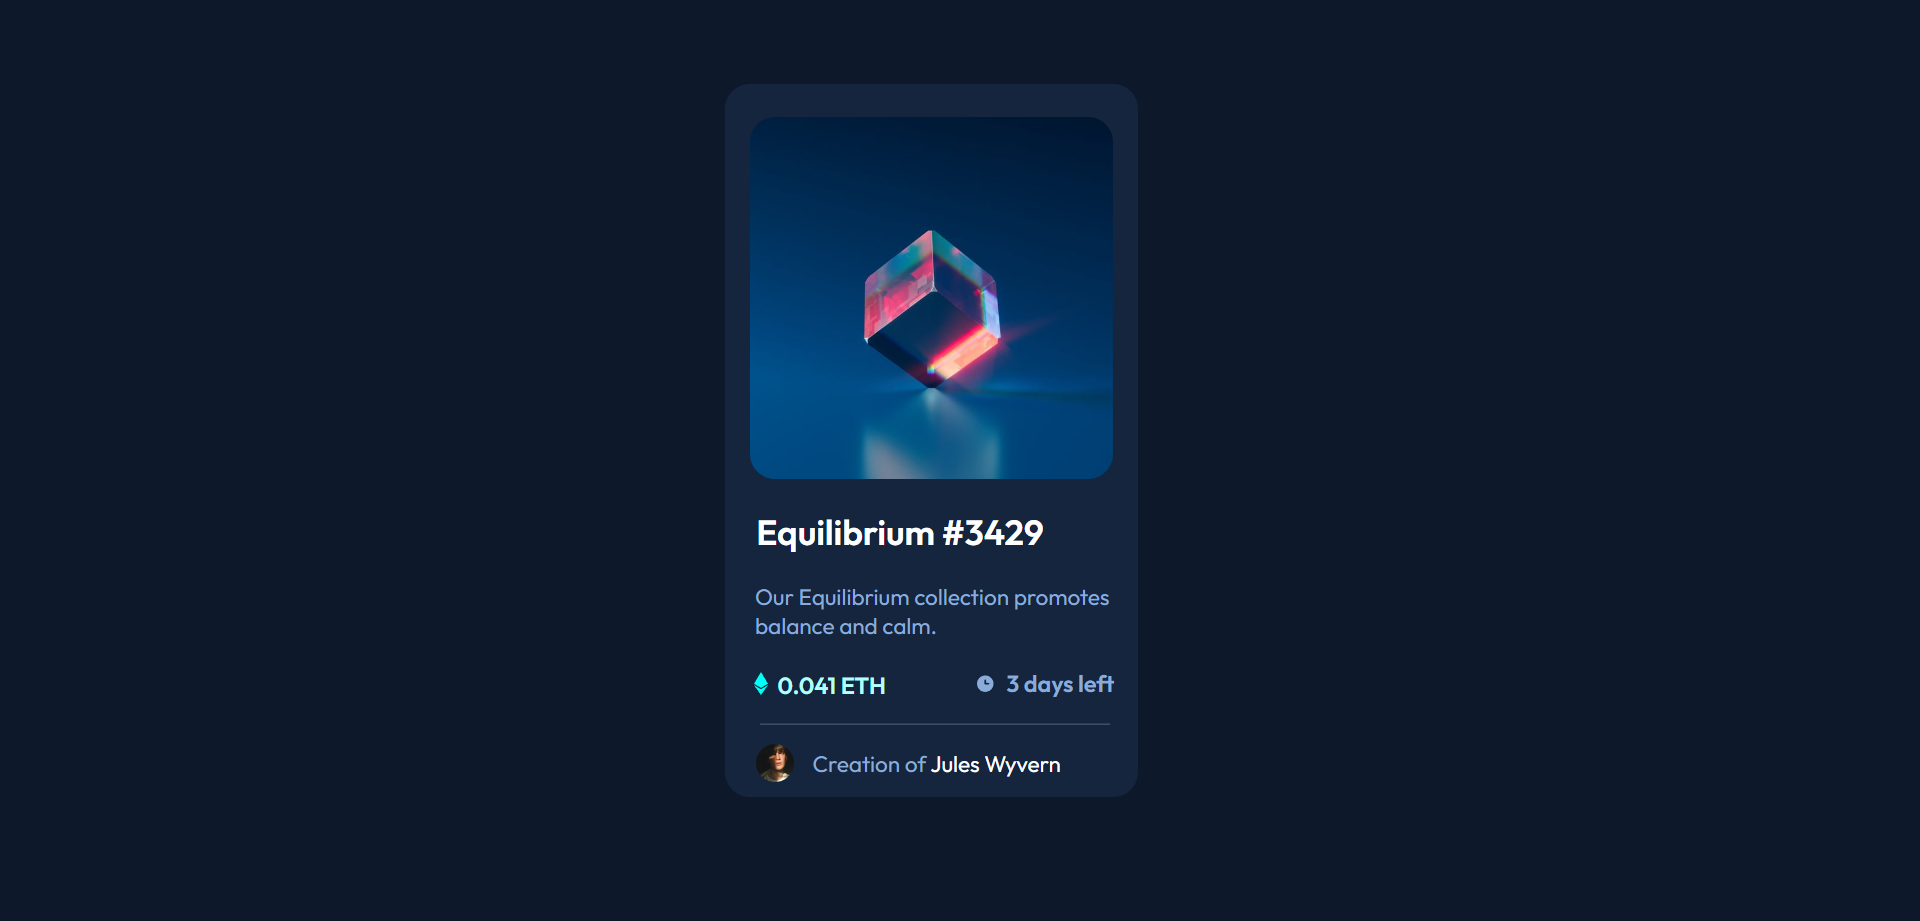 Equilibrium #3429
Our Equilibrium collection promotes
balance and calm.
0.041 ETH
3 days left
Creation of Jules Wyvern